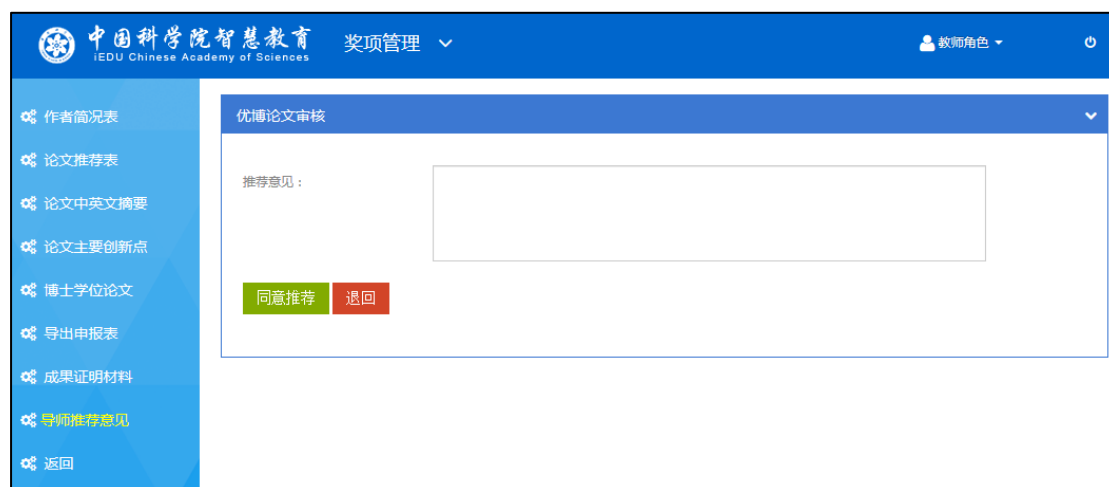 中国科学院智慧教育
iEDU Chinese Academy of Sciences
奖项管理
教师角色
作者简况表
论文推荐表
论文中英文摘要
论文主要创新点
博士学位论文
导出申报表
成果证明材料
导师推荐意见
返回
优博论文审核
推荐意见：
同意推荐 退回